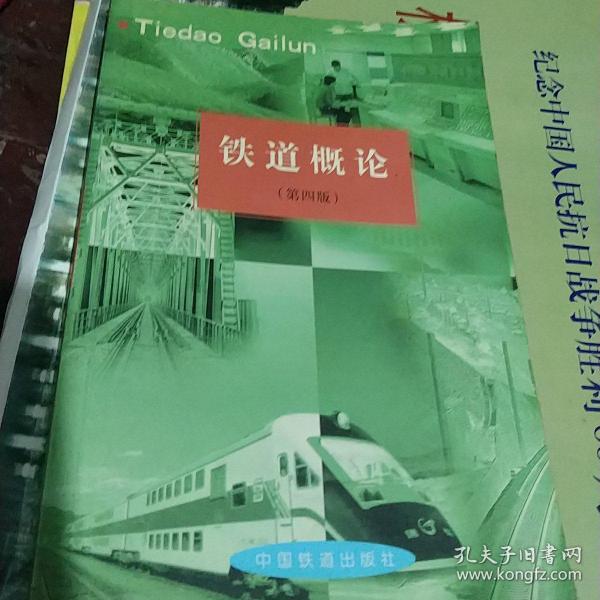 Tiedao Gailun
铁道概论
(第四版)
中国铁道出版社
纪念中国人民抗日战争胜利
孔夫子旧书网
www.kongfz.com